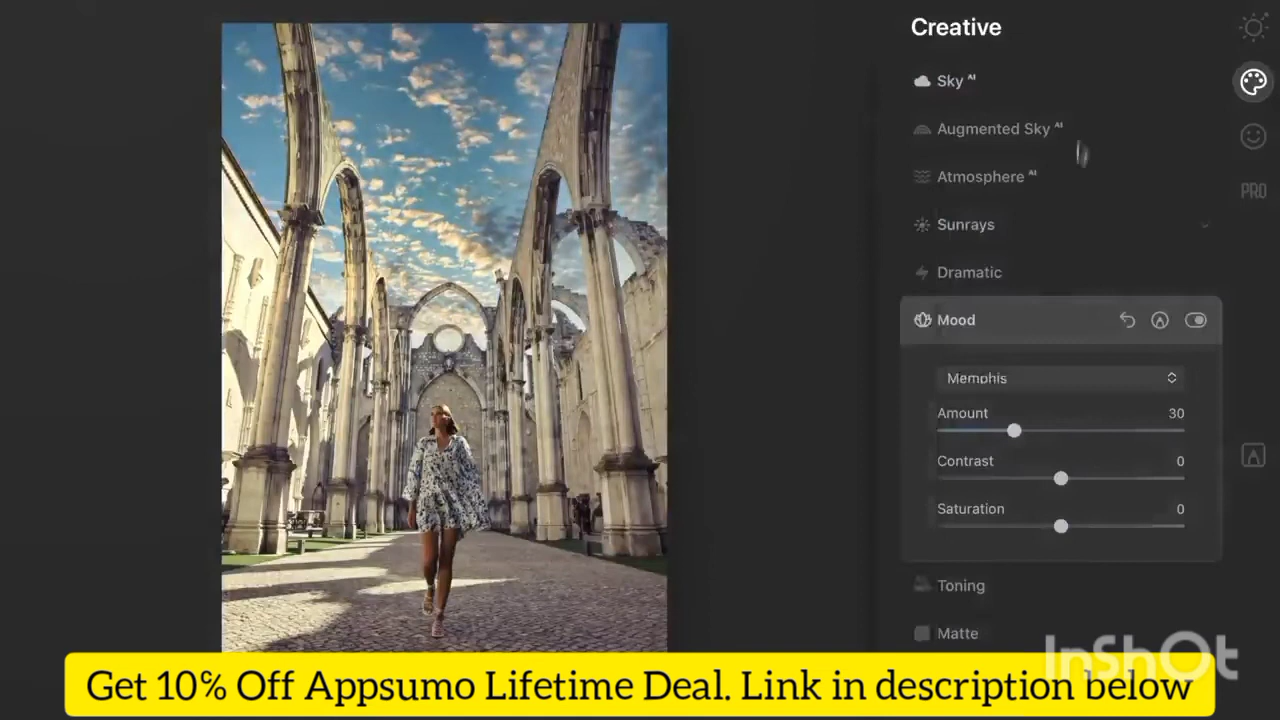 Creative
Sky AI
Augmented Sky AI
Atmosphere AI
PRO
Sunrays
Dramatic
Mood
Memphis
Amount 30
Contrast 0
Saturation 0
Toning
Matte
InShOt
Get 10% Off Appsumo Lifetime Deal. Link in description below